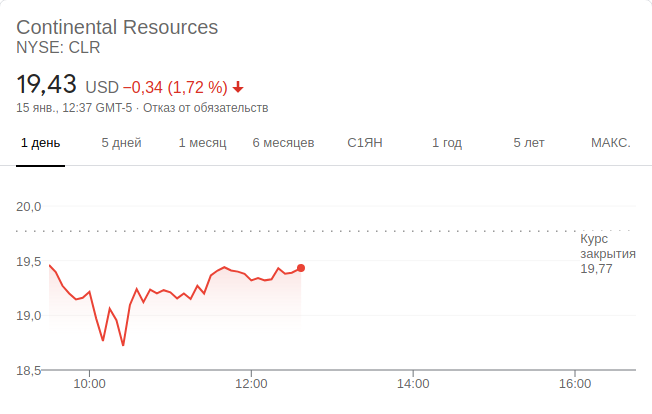 Continental Resources
NYSE: CLR
19,43 USD −0,34 (1,72 %)
15 янв., 12:37 GMT-5 · Отказ от обязательств
1 день 5 дней 1 месяц 6 месяцев С1ЯН 1 год 5 лет МАКС.
20,0
Курс
закрытия
19,77
19,5
19,0
18,5
10:00 12:00 14:00 16:00